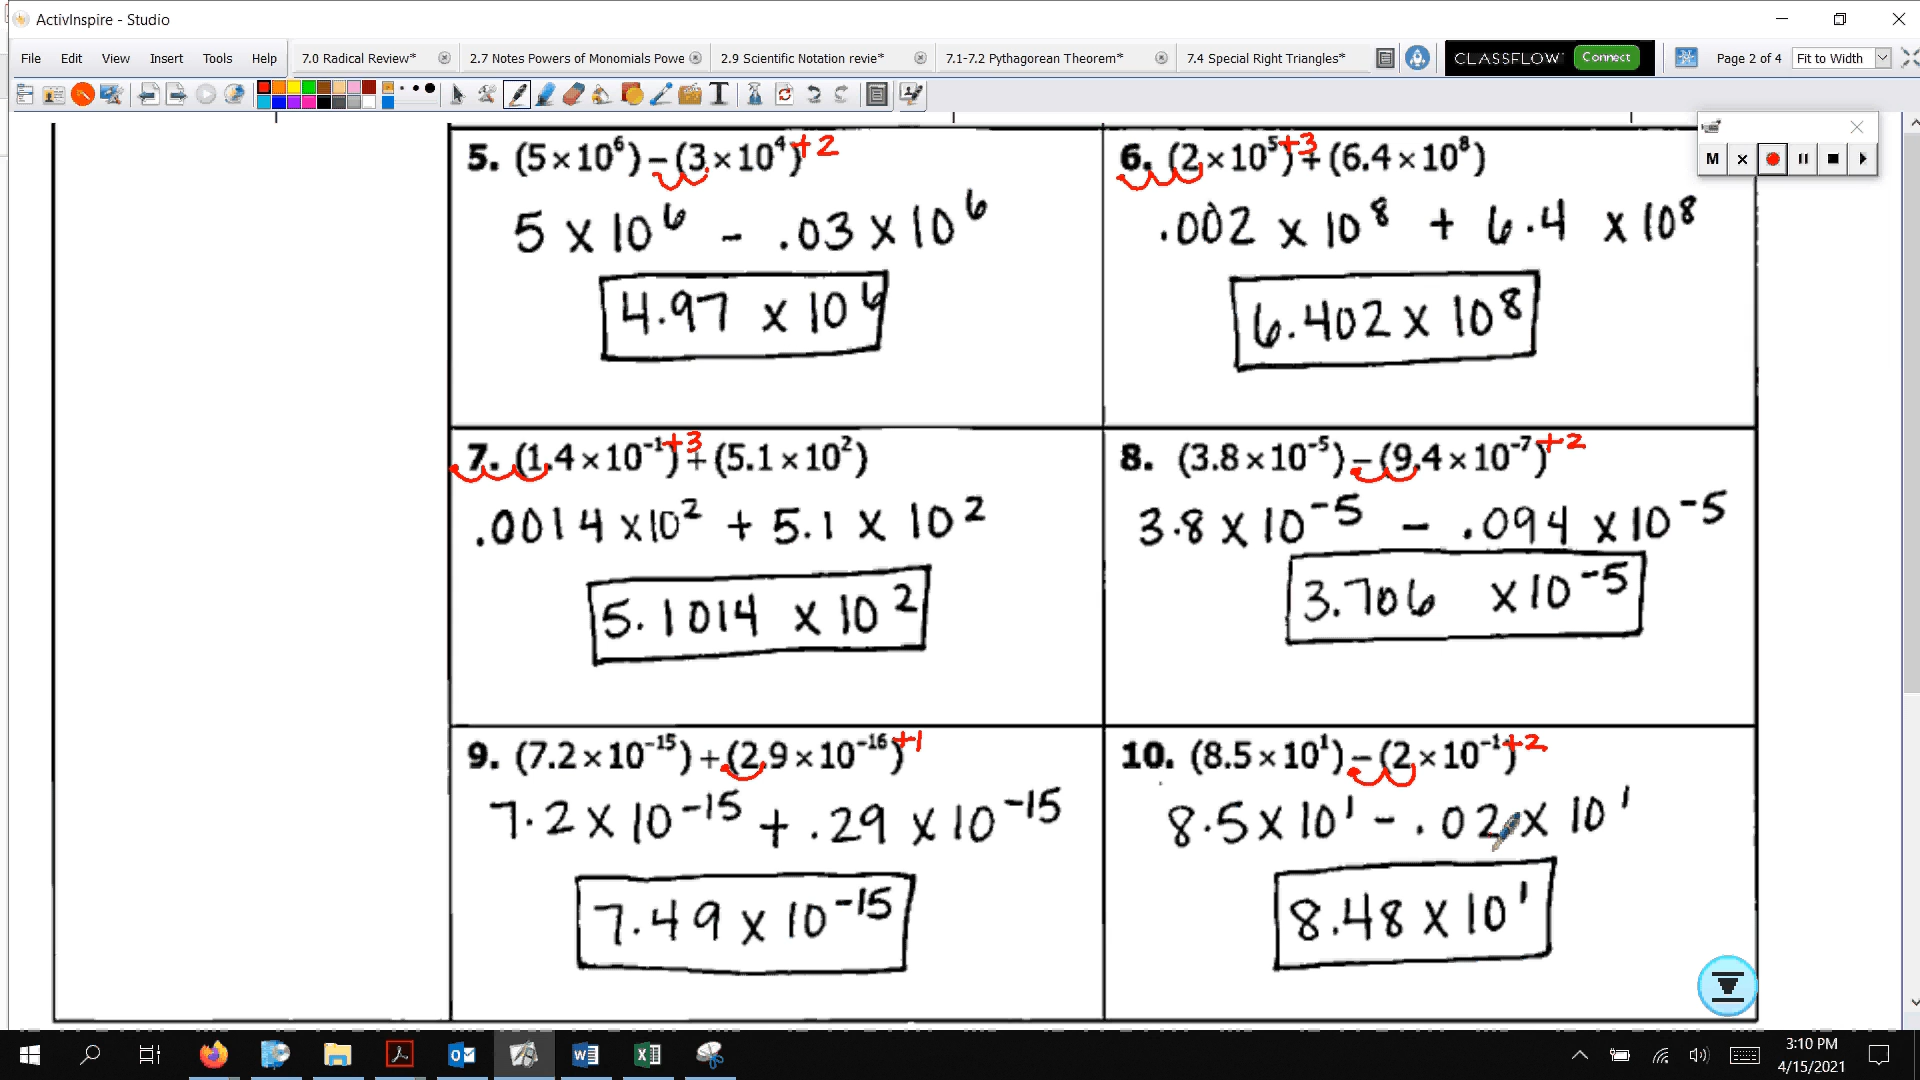 ActivInspire - Studio
File Edit View Insert Tools Help
7.0 Radical Review* 2.7 Notes Powers of Monomials Powe 2.9 Scientific Notation revie* 7.1-7.2 Pythagorean Theorem* 7.4 Special Right Triangles*
CLASSFLOW Connect Page 2 of 4 Fit to Width
M
5. (5×10⁶) − (3×10⁴)+2
5 x 10⁶ - .03 x 10⁶
4.97 x 10⁶
6. (2×10⁵)+3 + (6.4×10⁸)
.002 x 10⁸ + 6.4 x 10⁸
6.402 x 10⁸
7. (1.4×10⁻¹)+3 + (5.1×10²)
.0014 x 10² + 5.1 x 10²
5.1014 x 10²
8. (3.8×10⁻⁵) − (9.4×10⁻⁷)+2
3.8 x 10⁻⁵ - .094 x 10⁻⁵
3.706 x 10⁻⁵
9. (7.2×10⁻¹⁵) + (2.9×10⁻¹⁶)+1
7.2 x 10⁻¹⁵ + .29 x 10⁻¹⁵
7.49 x 10⁻¹⁵
10. (8.5×10¹) − (2×10⁻¹)+2
8.5 x 10¹ - .02 x 10¹
8.48 x 10¹
3:10 PM
4/15/2021